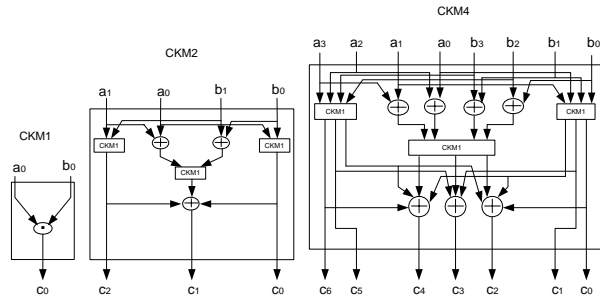 CKM4
a3 a2 a1 a0 b3 b2 b1 b0
CKM2
a1 a0 b1 b0
CKM1 CKM1
CKM1 CKM1
CKM1
CKM1
CKM1
a0 b0
c0 c2 c1 c0 c6 c5 c4 c3 c2 c1 c0